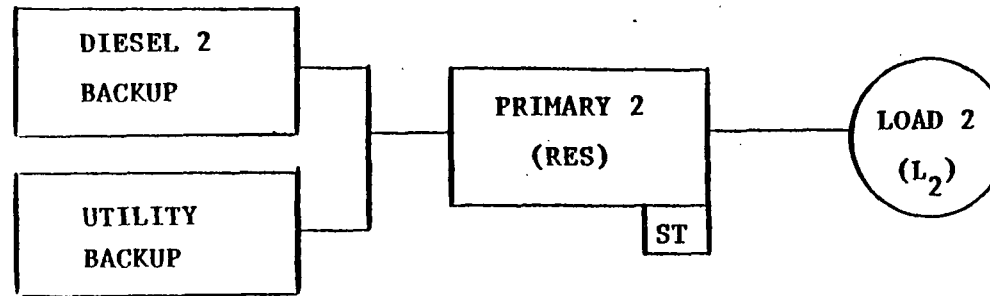 DIESEL 2
BACKUP
UTILITY
BACKUP
PRIMARY 2
(RES)
ST
LOAD 2
(L₂)